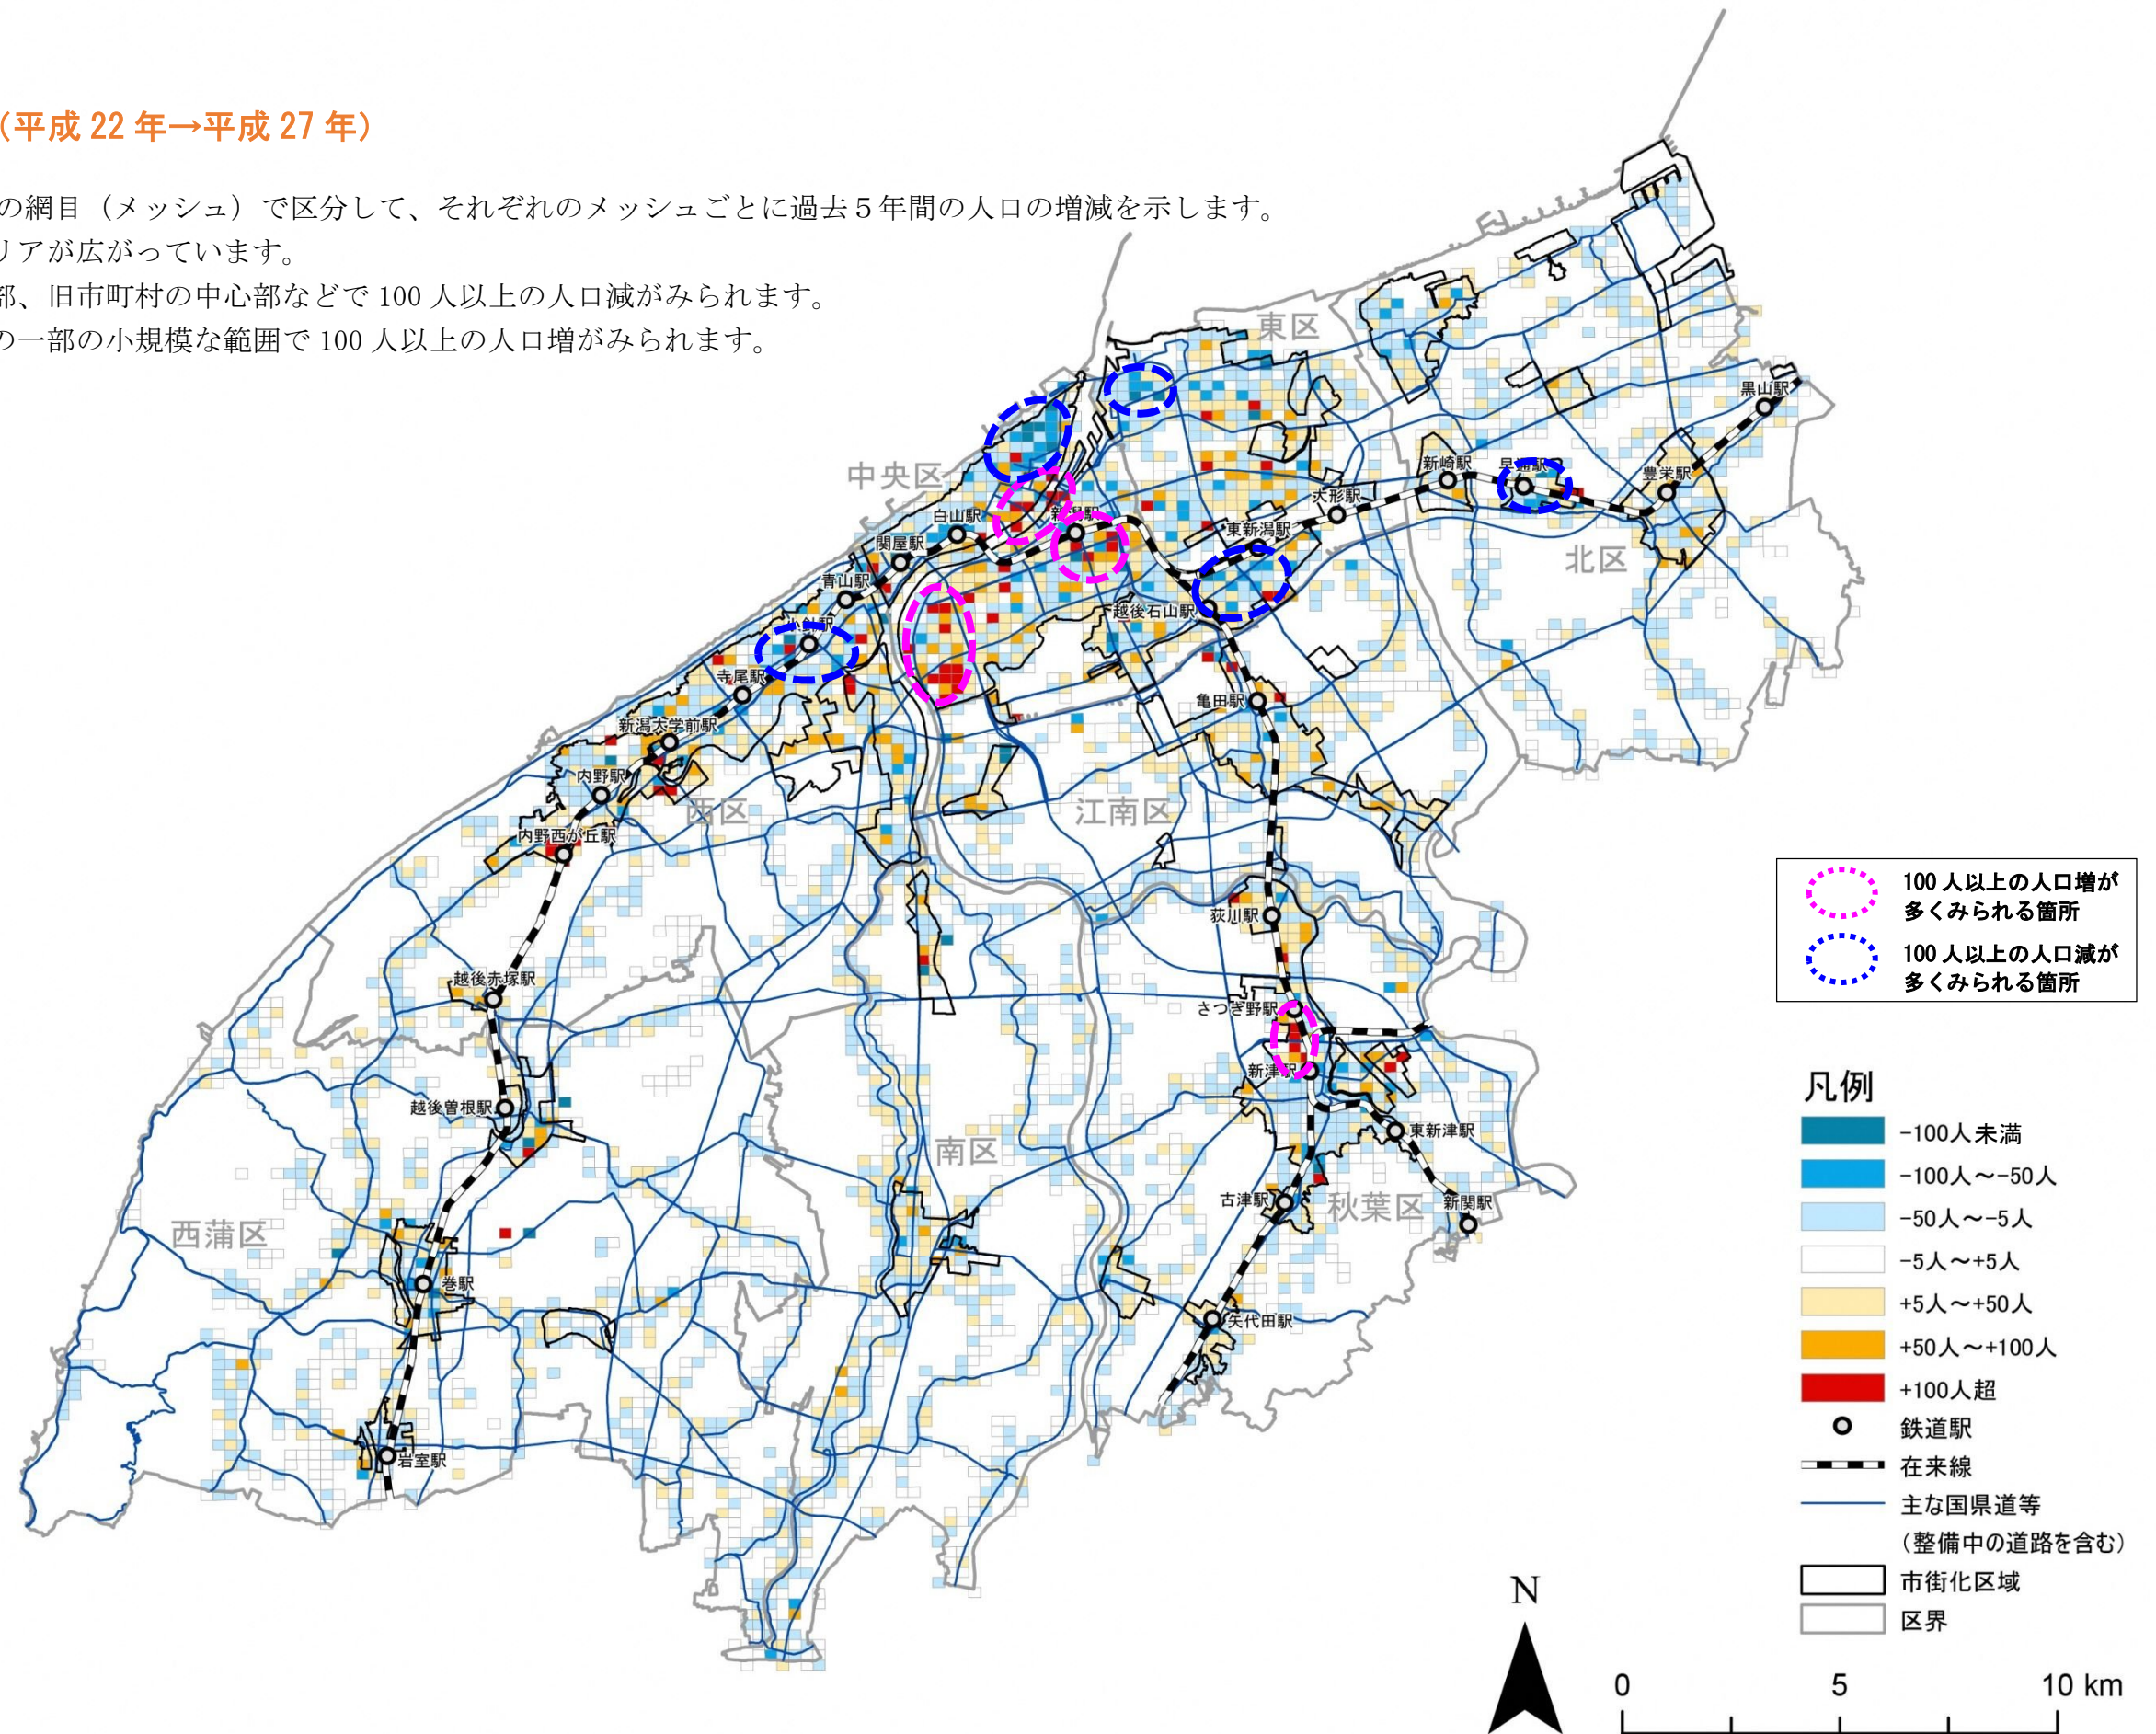 （平成 22 年→平成 27 年）
の網目（メッシュ）で区分して、それぞれのメッシュごとに過去５年間の人口の増減を示します。
リアが広がっています。
部、旧市町村の中心部などで 100 人以上の人口減がみられます。
の一部の小規模な範囲で 100 人以上の人口増がみられます。
東区
黒山駅
中央区
新崎駅
早通駅
豊栄駅
大形駅
白山駅
新潟駅
東新潟駅
関屋駅
北区
青山駅
越後石山駅
小針駅
寺尾駅
亀田駅
新潟大学前駅
内野駅
西区
江南区
内野西が丘駅
100 人以上の人口増が
多くみられる箇所
100 人以上の人口減が
多くみられる箇所
荻川駅
越後赤塚駅
さつき野駅
新津駅
越後曽根駅
東新津駅
南区
古津駅
秋葉区
新関駅
西蒲区
巻駅
矢代田駅
岩室駅
凡例
-100人未満
-100人～-50人
-50人～-5人
-5人～+5人
+5人～+50人
+50人～+100人
+100人超
鉄道駅
在来線
主な国県道等
（整備中の道路を含む）
市街化区域
区界
N
0 5 10 km